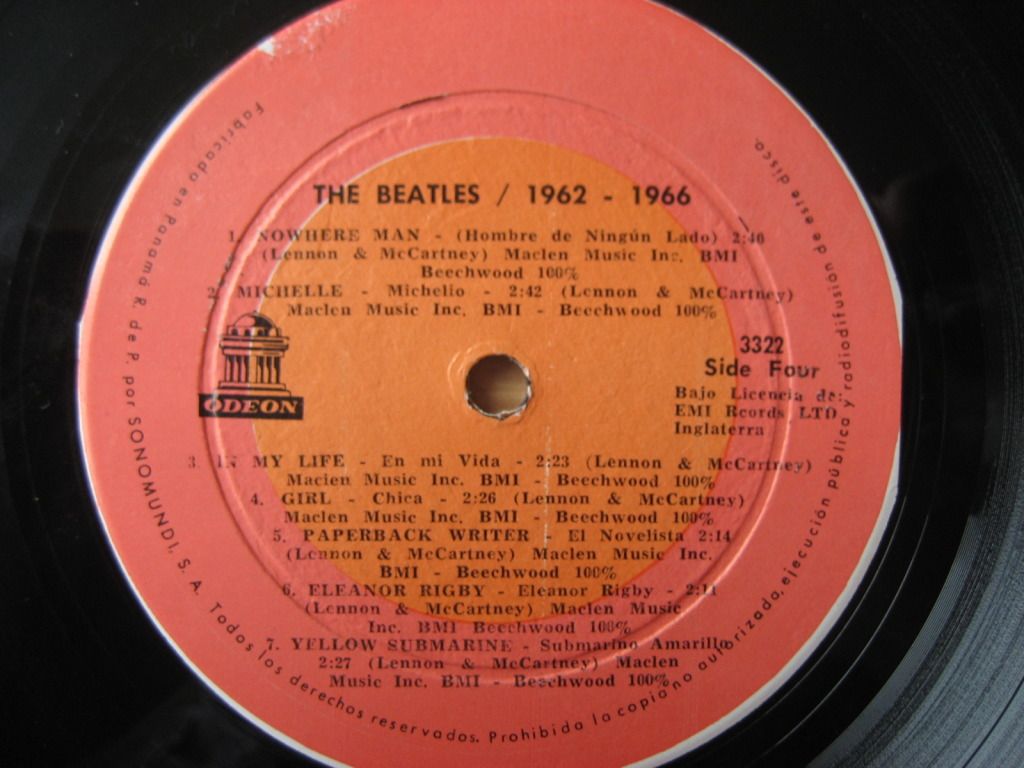 THE BEATLES / 1962 - 1966
1. NOWHERE MAN - (Hombre de Ningún Lado) 2:46
(Lennon & McCartney) Maclen Music Inc. BMI
Beechwood 100%
2. MICHELLE - Michelio - 2:42 (Lennon & McCartney)
Maclen Music Inc. BMI - Beechwood 100%
ODEON
3322
Side Four
Bajo Licencia de:
EMI Rcords LTD
Inglaterra
3. IN MY LIFE - En mi Vida - 2:23 (Lennon & McCartney)
Maclen Music Inc. BMI - Beechwood 100%
4. GIRL - Chica - 2:26 (Lennon & McCartney)
Maclen Music Inc. BMI - Beechwood 100%
5. PAPERBACK WRITER - El Novelista 2:14
(Lennon & McCartney) Maclen Music Inc.
BMI - Beechwood 100%
6. ELEANOR RIGBY - Eleanor Rigby - 2:11
(Lennon & McCartney) Maclen Music
Inc. BMI Beechwood 100%
7. YELLOW SUBMARINE - Submarino Amarillo
2:27 (Lennon & McCartney) Maclen
Music Inc. BMI - Beechwood 100%
Fabricado en Panamá R. de P. por SONOMUNDI, S. A. Todos los derechos reservados. Prohibida la copia no autorizada, ejecución pública y radiodifusión de este disco.